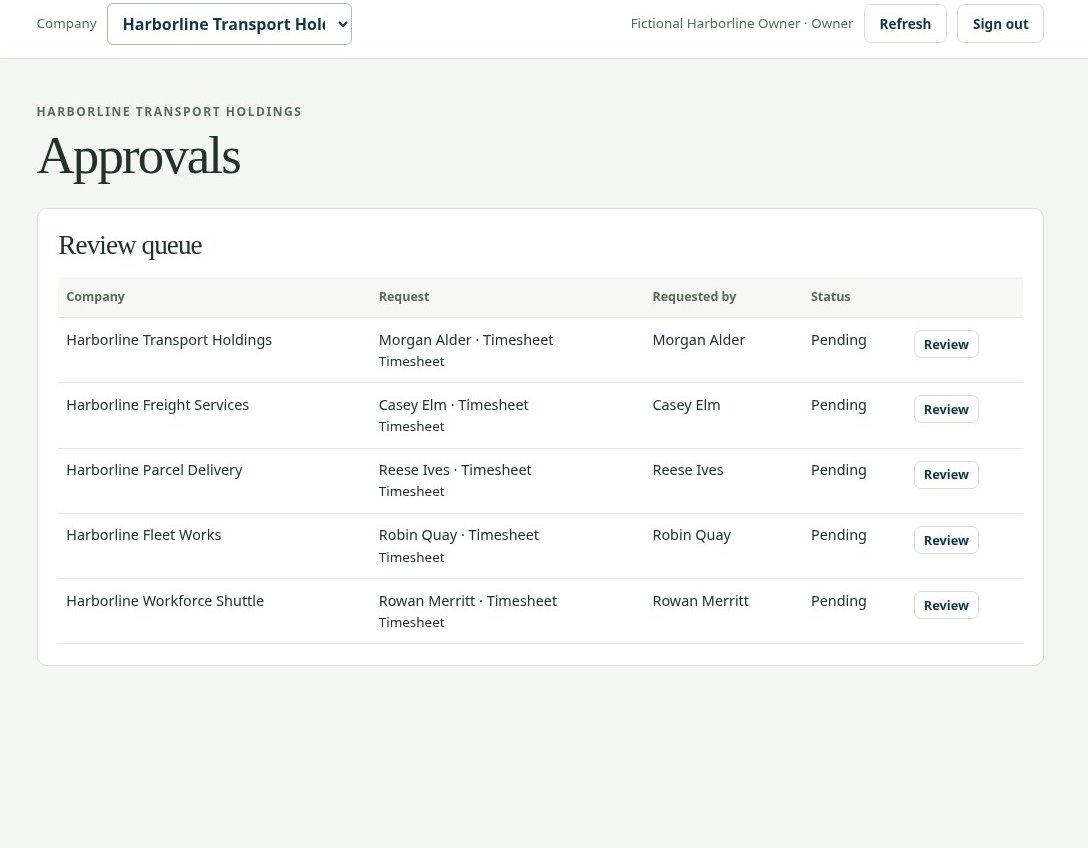 Company Harborline Transport Hol Fictional Harborline Owner · Owner Refresh Sign out
HARBORLINE TRANSPORT HOLDINGS
Approvals
Review queue
Company Request Requested by Status
Harborline Transport Holdings Morgan Alder · Timesheet Morgan Alder Pending Review
Timesheet
Harborline Freight Services Casey Elm · Timesheet Casey Elm Pending Review
Timesheet
Harborline Parcel Delivery Reese Ives · Timesheet Reese Ives Pending Review
Timesheet
Harborline Fleet Works Robin Quay · Timesheet Robin Quay Pending Review
Timesheet
Harborline Workforce Shuttle Rowan Merritt · Timesheet Rowan Merritt Pending Review
Timesheet